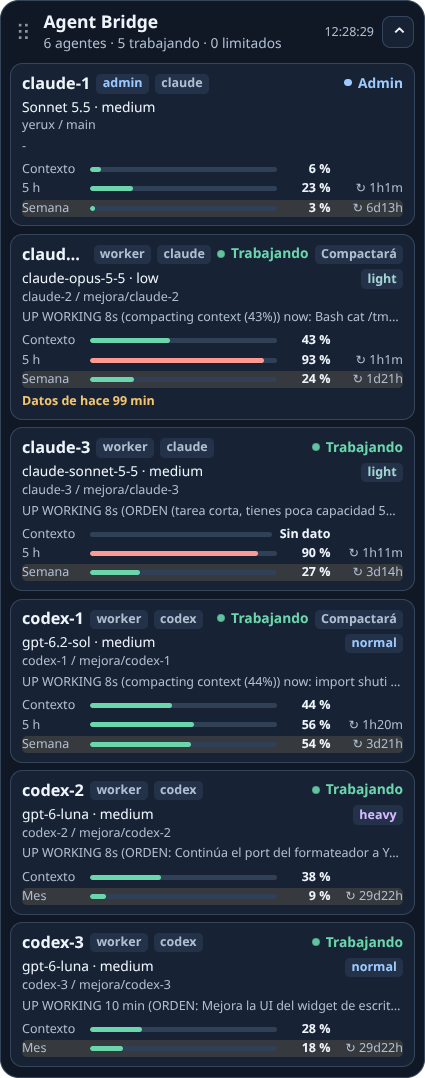 Agent Bridge
6 agentes · 5 trabajando · 0 limitados
12:28:29
claude-1 admin claude Admin
Sonnet 5.5 · medium
yerux / main
-
Contexto 6 %
5 h 23 % ↻ 1h1m
Semana 3 % ↻ 6d13h
claud... worker claude Trabajando Compactará
claude-opus-5-5 · low light
claude-2 / mejora/claude-2
UP WORKING 8s (compacting context (43%)) now: Bash cat /tm...
Contexto 43 %
5 h 93 % ↻ 1h1m
Semana 24 % ↻ 1d21h
Datos de hace 99 min
claude-3 worker claude Trabajando
claude-sonnet-5-5 · medium light
claude-3 / mejora/claude-3
UP WORKING 8s (ORDEN (tarea corta, tienes poca capacidad 5...
Contexto Sin dato
5 h 90 % ↻ 1h11m
Semana 27 % ↻ 3d14h
codex-1 worker codex Trabajando Compactará
gpt-6.2-sol · medium normal
codex-1 / mejora/codex-1
UP WORKING 8s (compacting context (44%)) now: import shuti ...
Contexto 44 %
5 h 56 % ↻ 1h20m
Semana 54 % ↻ 3d21h
codex-2 worker codex Trabajando
gpt-6-luna · medium heavy
codex-2 / mejora/codex-2
UP WORKING 8s (ORDEN: Continúa el port del formateador a Y...
Contexto 38 %
Mes 9 % ↻ 29d22h
codex-3 worker codex Trabajando
gpt-6-luna · medium normal
codex-3 / mejora/codex-3
UP WORKING 10 min (ORDEN: Mejora la UI del widget de escrit...
Contexto 28 %
Mes 18 % ↻ 29d22h